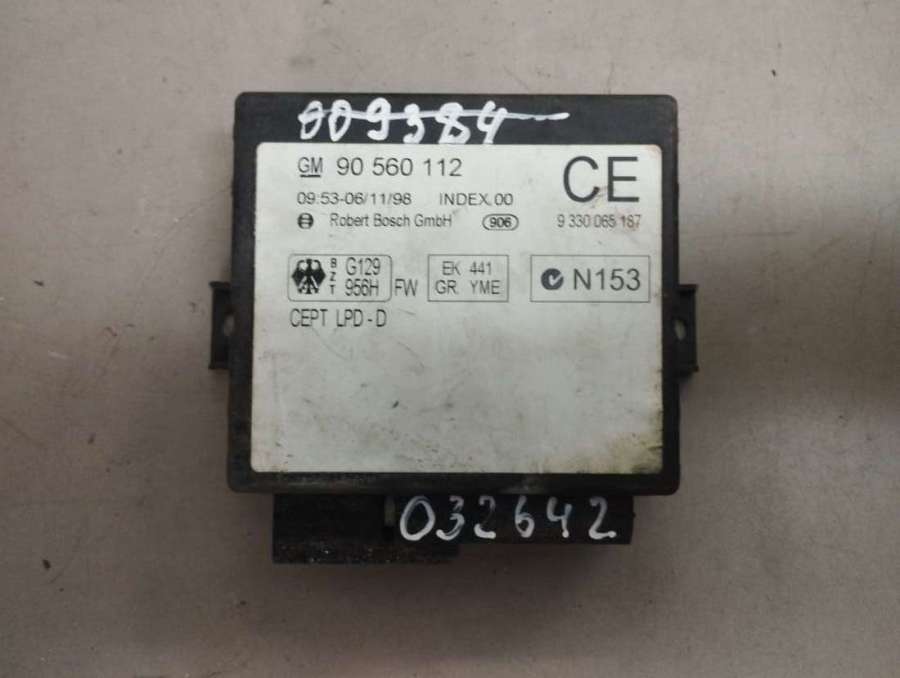 009384
GM 90 560 112
CE
09:53-06/11/98 INDEX 00
Robert Bosch GmbH 906
9 330 065 187
BZT G129 956H FW
EK 441
GR. YME
N153
CEPT LPD-D
032642